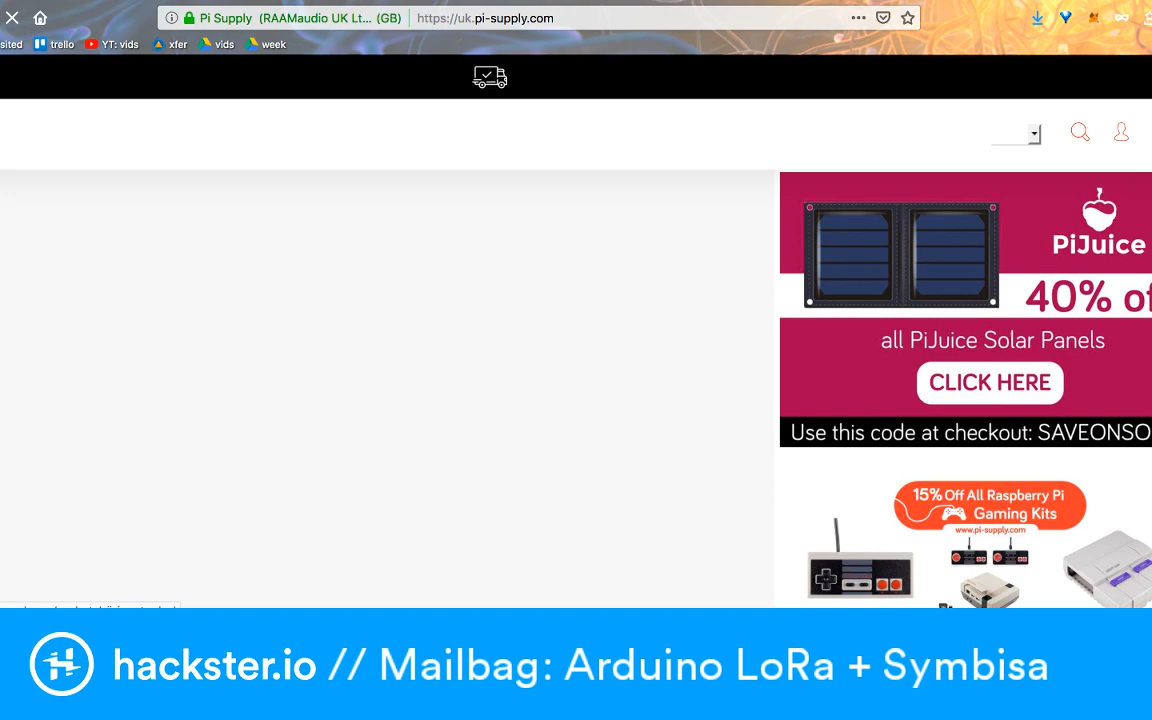 Pi Supply (RAAMaudio UK Lt... (GB) https://uk.pi-supply.com
sited trello YT: vids xfer vids week
PiJuice
40% of
all PiJuice Solar Panels
CLICK HERE
Use this code at checkout: SAVEONSO
15% Off All Raspberry Pi
Gaming Kits
www.pi-supply.com
hackster.io // Mailbag: Arduino LoRa + Symbisa